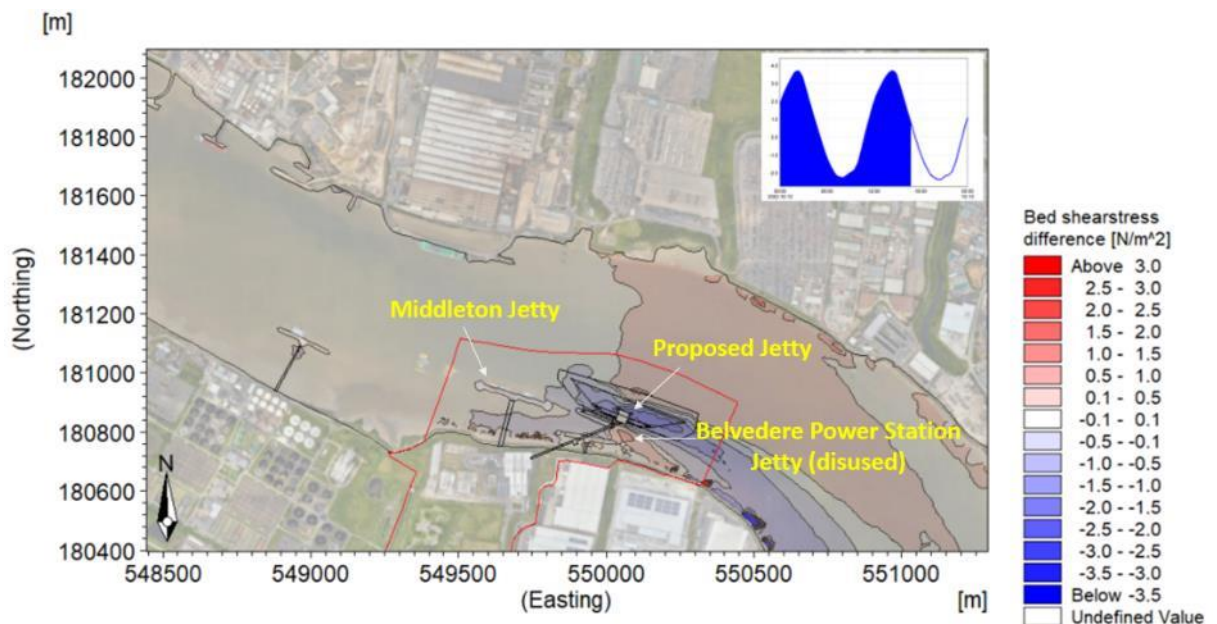 [m]
182000
181800
181600
181400
181200
181000
180800
180600
180400
(Northing)
548500
549000
549500
550000
550500
551000
(Easting)
[m]
N
Middleton Jetty
Proposed Jetty
Belvedere Power Station
Jetty (disused)
Bed shearstress
difference [N/m^2]
Above 3.0
2.5 - 3.0
2.0 - 2.5
1.5 - 2.0
1.0 - 1.5
0.5 - 1.0
0.1 - 0.5
-0.1 - 0.1
-0.5 - -0.1
-1.0 - -0.5
-1.5 - -1.0
-2.0 - -1.5
-2.5 - -2.0
-3.0 - -2.5
-3.5 - -3.0
Below -3.5
Undefined Value